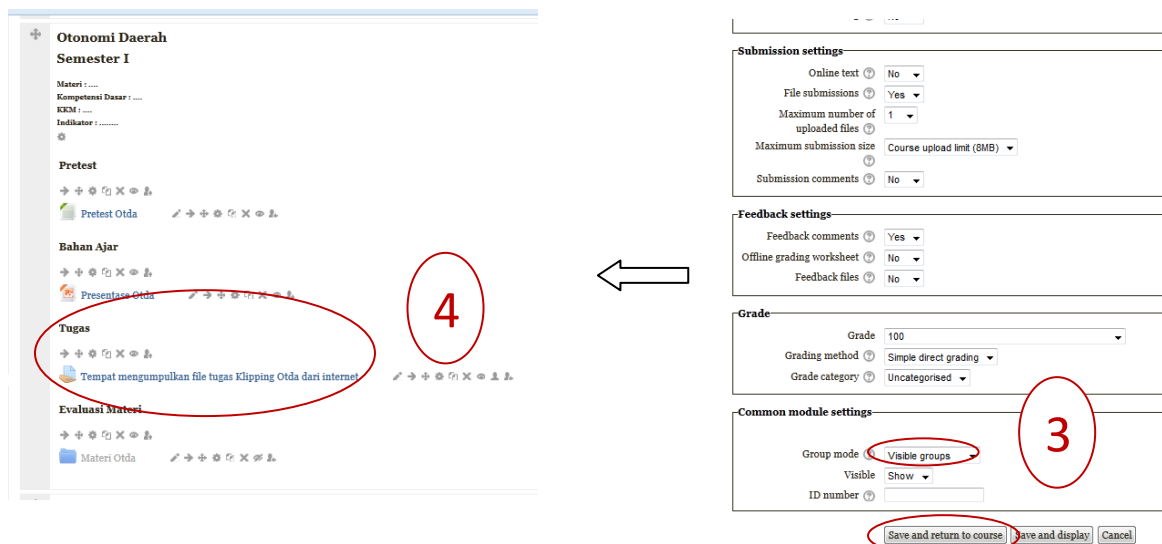 Otonomi Daerah
Semester I
Materi : ....
Kompetensi Dasar : ....
KKM : ....
Indikator : ........
Pretest
Pretest Otda
Bahan Ajar
Presentase Otda
Tugas
Tempat mengumpulkan file tugas Klipping Otda dari internet
Evaluasi Materi
Materi Otda
4
Submission settings
Online text No
File submissions Yes
Maximum number of 1
uploaded files
Maximum submission size Course upload limit (8MB)
Submission comments No
Feedback settings
Feedback comments Yes
Offline grading worksheet No
Feedback files No
Grade
Grade 100
Grading method Simple direct grading
Grade category Uncategorised
Common module settings
3
Group mode Visible groups
Visible Show
ID number
Save and return to course Save and display Cancel